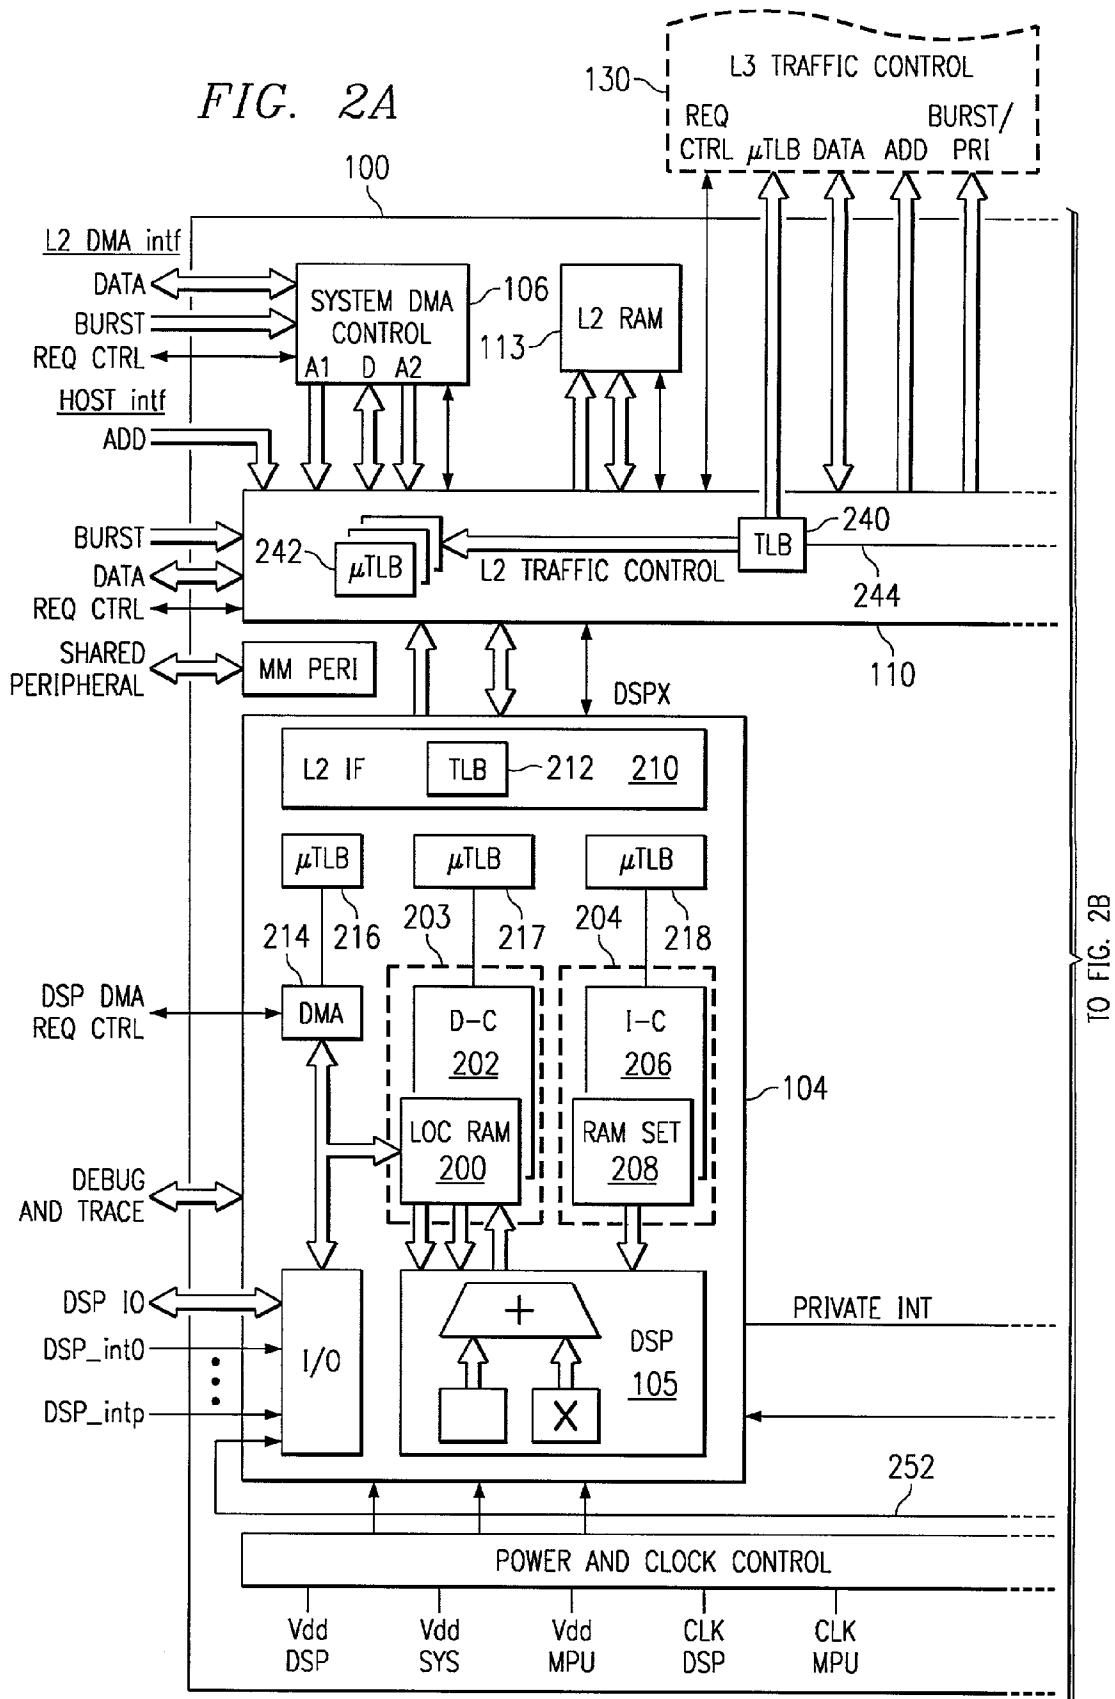 FIG. 2A
L3 TRAFFIC CONTROL
130
REQ CTRL
µTLB
DATA
ADD
BURST/
PRI
100
L2 DMA intf
DATA
BURST
REQ CTRL
SYSTEM DMA
CONTROL
A1 D A2
106
L2 RAM
113
HOST intf
ADD
BURST
DATA
REQ CTRL
242
µTLB
L2 TRAFFIC CONTROL
TLB
240
244
110
SHARED
PERIPHERAL
MM PERI
DSPX
L2 IF
TLB
212
210
µTLB
µTLB
µTLB
214
216
203
217
204
218
DSP DMA
REQ CTRL
DMA
D-C
202
I-C
206
104
LOC RAM
200
RAM SET
208
DEBUG
AND TRACE
DSP IO
DSP_int0
DSP_intp
I/O
+
X
DSP
105
PRIVATE INT
252
POWER AND CLOCK CONTROL
Vdd
DSP
Vdd
SYS
Vdd
MPU
CLK
DSP
CLK
MPU
TO FIG. 2B